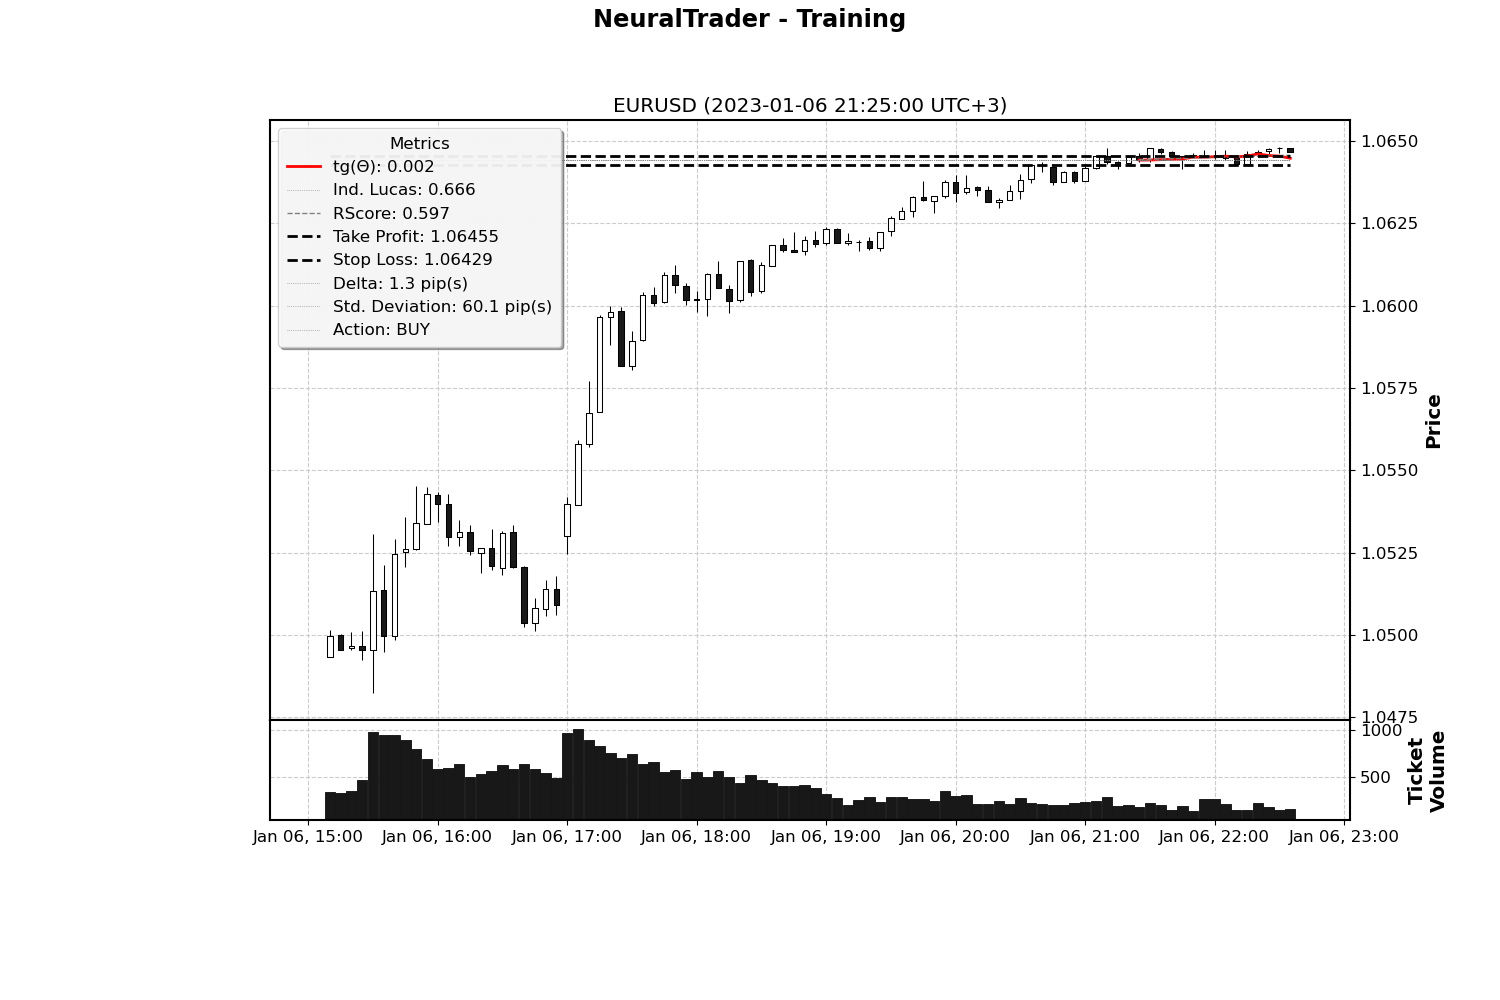 NeuralTrader - Training
EURUSD (2023-01-06 21:25:00 UTC+3)
Metrics
tg(Θ): 0.002
Ind. Lucas: 0.666
RScore: 0.597
Take Profit: 1.06455
Stop Loss: 1.06429
Delta: 1.3 pip(s)
Std. Deviation: 60.1 pip(s)
Action: BUY
1.0650
1.0625
1.0600
1.0575
1.0550
1.0525
1.0500
1.0475
Price
1000
500
Ticket
Volume
Jan 06, 15:00 Jan 06, 16:00 Jan 06, 17:00 Jan 06, 18:00 Jan 06, 19:00 Jan 06, 20:00 Jan 06, 21:00 Jan 06, 22:00 Jan 06, 23:00